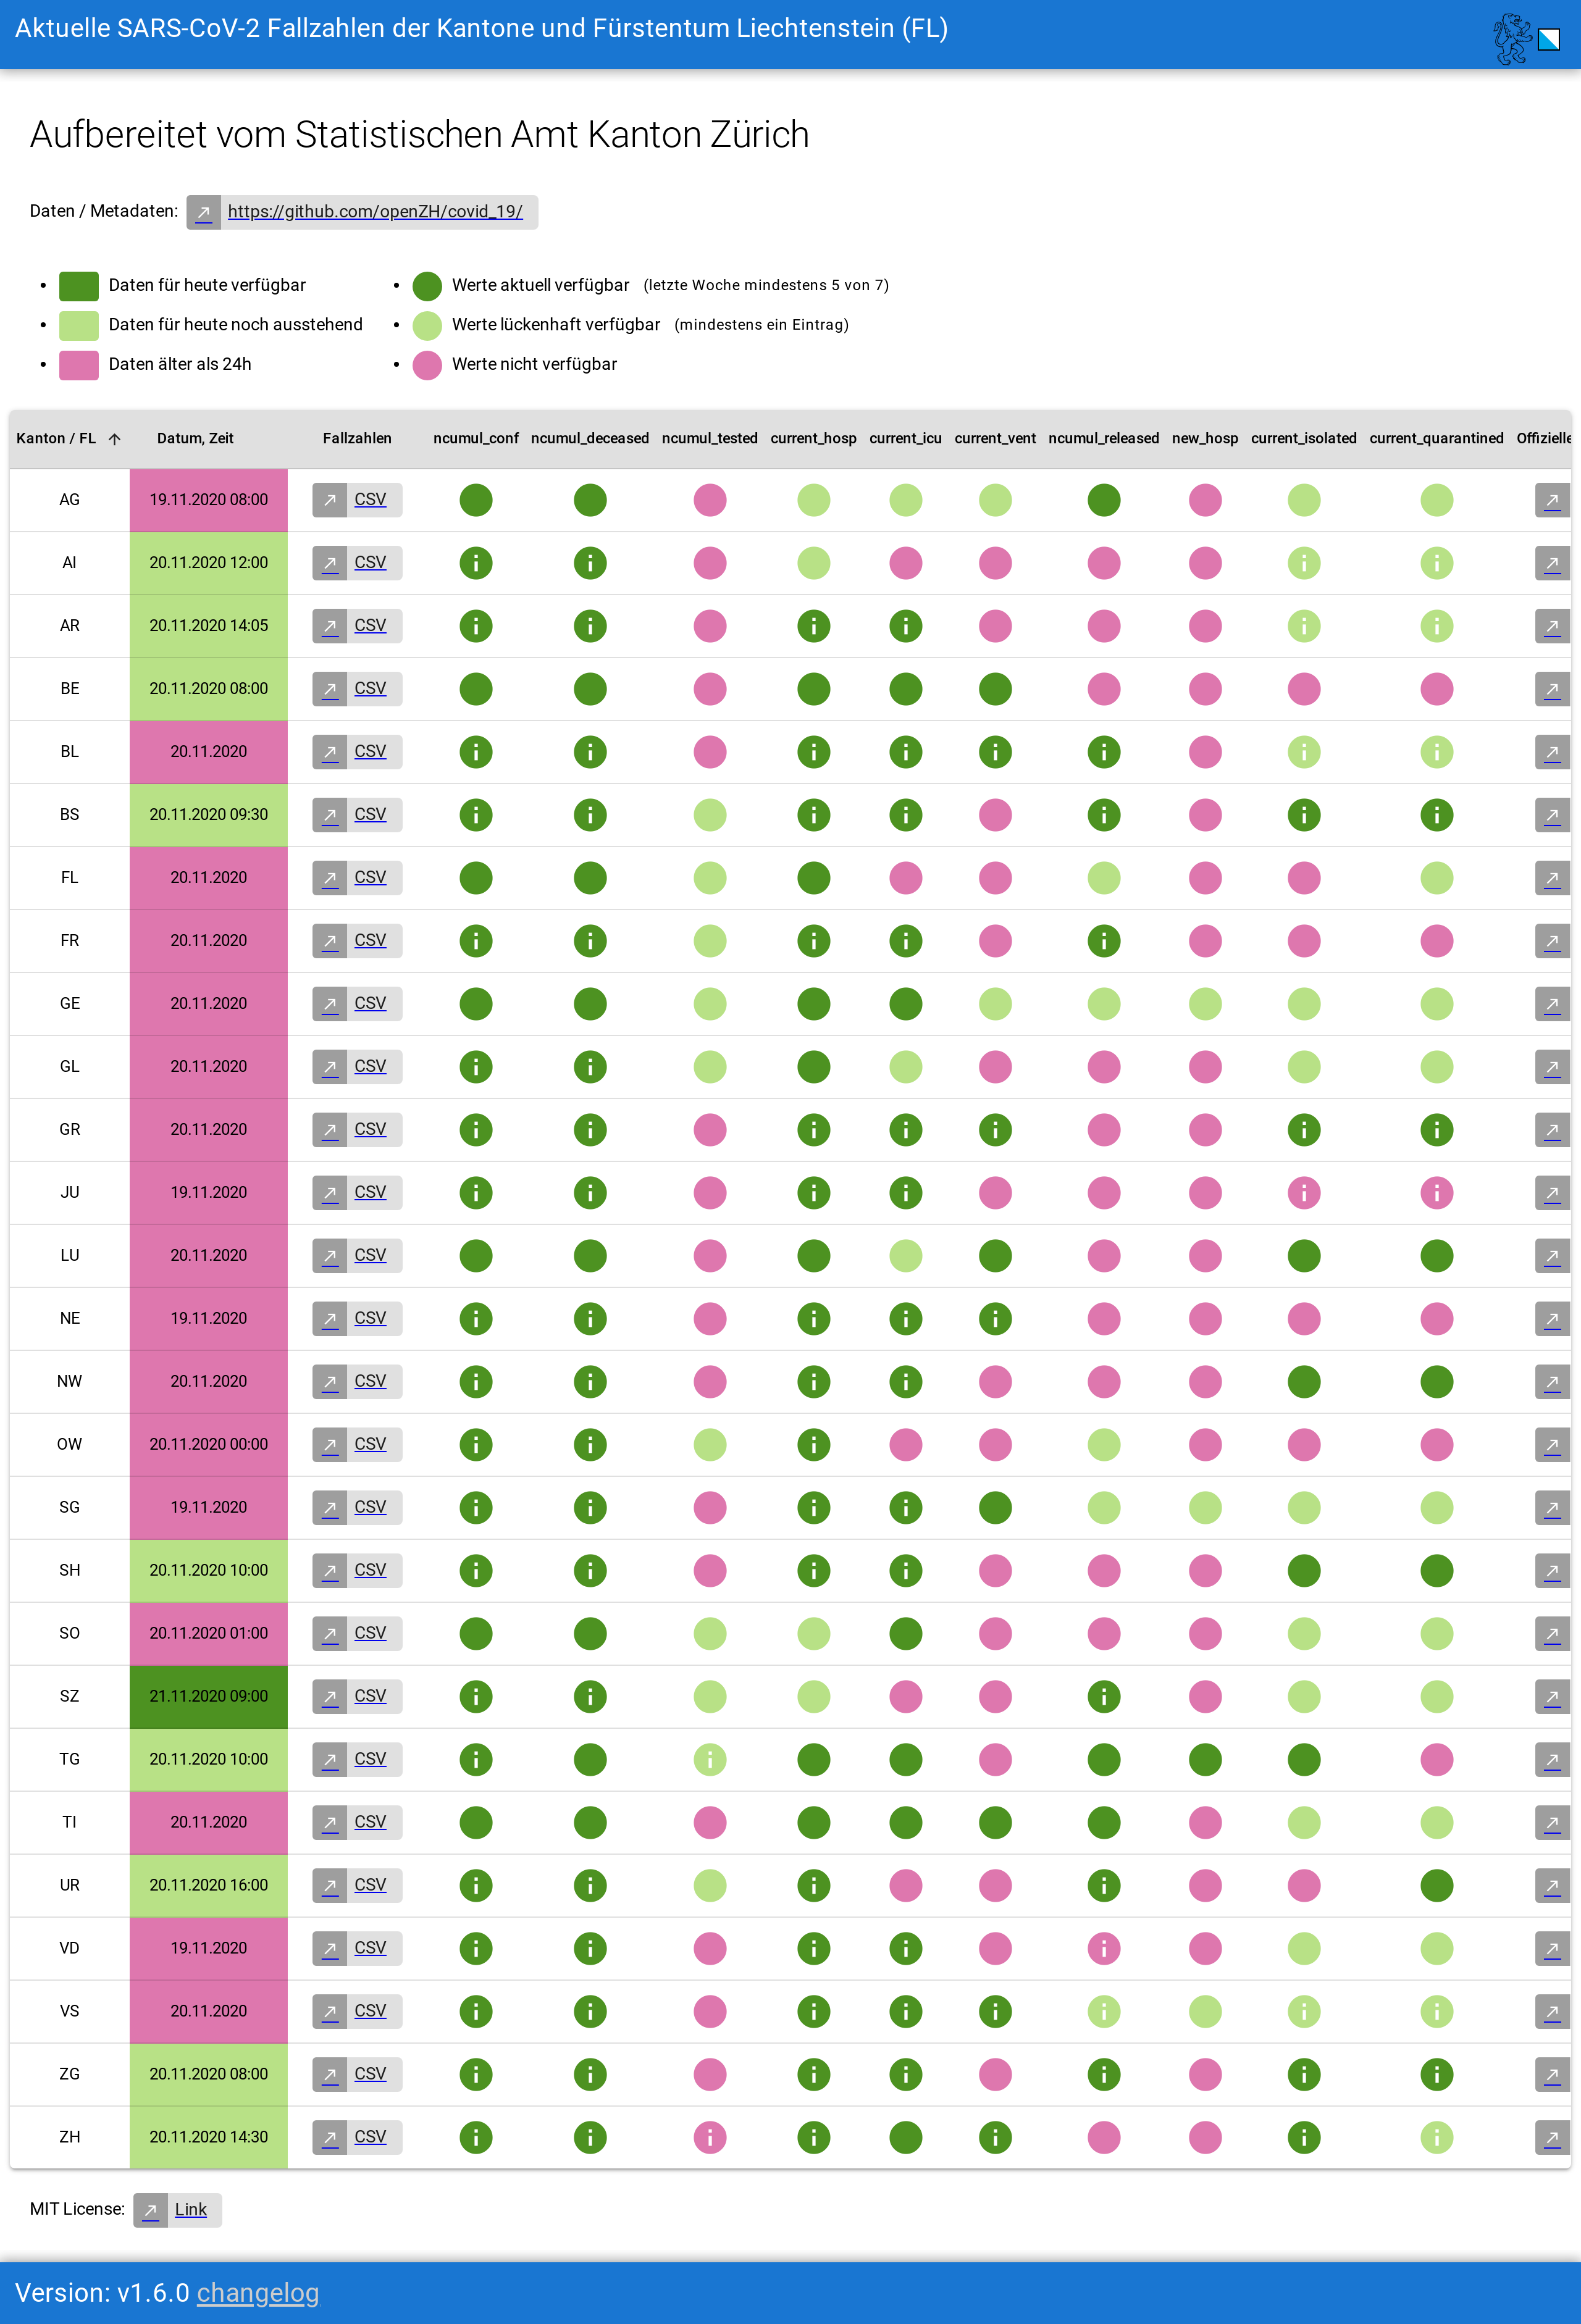 Aktuelle SARS-CoV-2 Fallzahlen der Kantone und Fürstentum Liechtenstein (FL)
Aufbereitet vom Statistischen Amt Kanton Zürich
Daten / Metadaten: https://github.com/openZH/covid_19/
Daten für heute verfügbar
Daten für heute noch ausstehend
Daten älter als 24h
Werte aktuell verfügbar (letzte Woche mindestens 5 von 7)
Werte lückenhaft verfügbar (mindestens ein Eintrag)
Werte nicht verfügbar
Kanton / FL Datum, Zeit Fallzahlen ncumul_conf ncumul_deceased ncumul_tested current_hosp current_icu current_vent ncumul_released new_hosp current_isolated current_quarantined Offizielle
AG 19.11.2020 08:00 CSV
AI 20.11.2020 12:00 CSV
AR 20.11.2020 14:05 CSV
BE 20.11.2020 08:00 CSV
BL 20.11.2020 CSV
BS 20.11.2020 09:30 CSV
FL 20.11.2020 CSV
FR 20.11.2020 CSV
GE 20.11.2020 CSV
GL 20.11.2020 CSV
GR 20.11.2020 CSV
JU 19.11.2020 CSV
LU 20.11.2020 CSV
NE 19.11.2020 CSV
NW 20.11.2020 CSV
OW 20.11.2020 00:00 CSV
SG 19.11.2020 CSV
SH 20.11.2020 10:00 CSV
SO 20.11.2020 01:00 CSV
SZ 21.11.2020 09:00 CSV
TG 20.11.2020 10:00 CSV
TI 20.11.2020 CSV
UR 20.11.2020 16:00 CSV
VD 19.11.2020 CSV
VS 20.11.2020 CSV
ZG 20.11.2020 08:00 CSV
ZH 20.11.2020 14:30 CSV
MIT License: Link
Version: v1.6.0 changelog